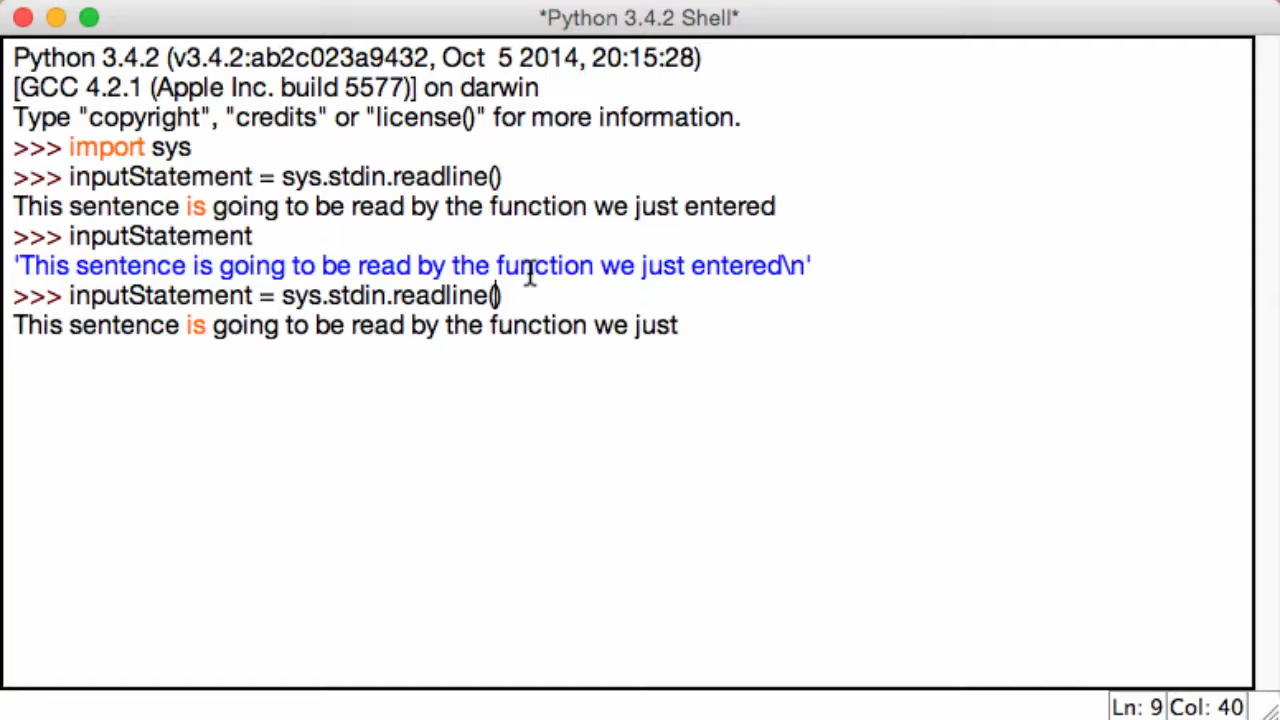 *Python 3.4.2 Shell*
Python 3.4.2 (v3.4.2:ab2c023a9432, Oct  5 2014, 20:15:28)
[GCC 4.2.1 (Apple Inc. build 5577)] on darwin
Type "copyright", "credits" or "license()" for more information.
>>> import sys
>>> inputStatement = sys.stdin.readline()
This sentence is going to be read by the function we just entered
>>> inputStatement
'This sentence is going to be read by the function we just entered\n'
>>> inputStatement = sys.stdin.readline()
This sentence is going to be read by the function we just
Ln: 9 Col: 40